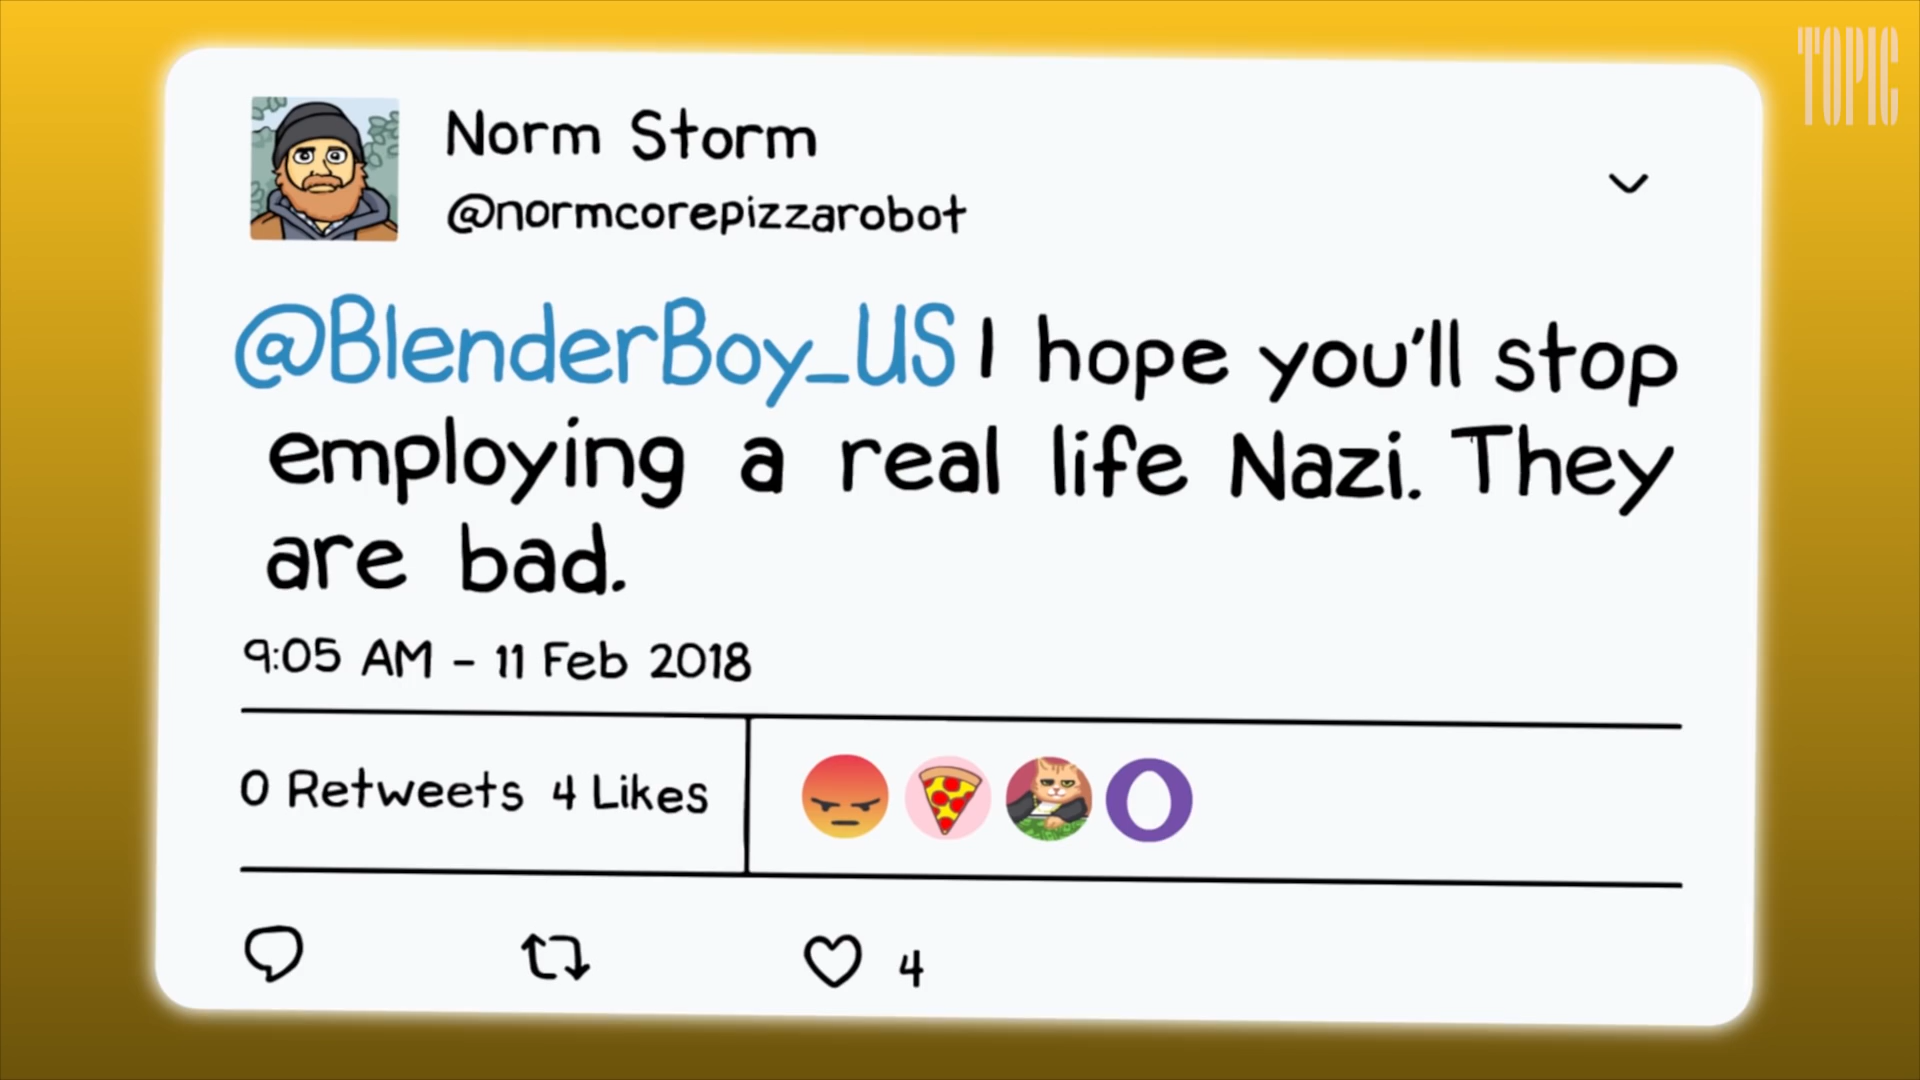 TOPIC
Norm Storm
@normcorepizzarobot
@BlenderBoy_US I hope you'll stop
employing a real life Nazi. They
are bad.
9:05 AM - 11 Feb 2018
0 Retweets 4 Likes
4